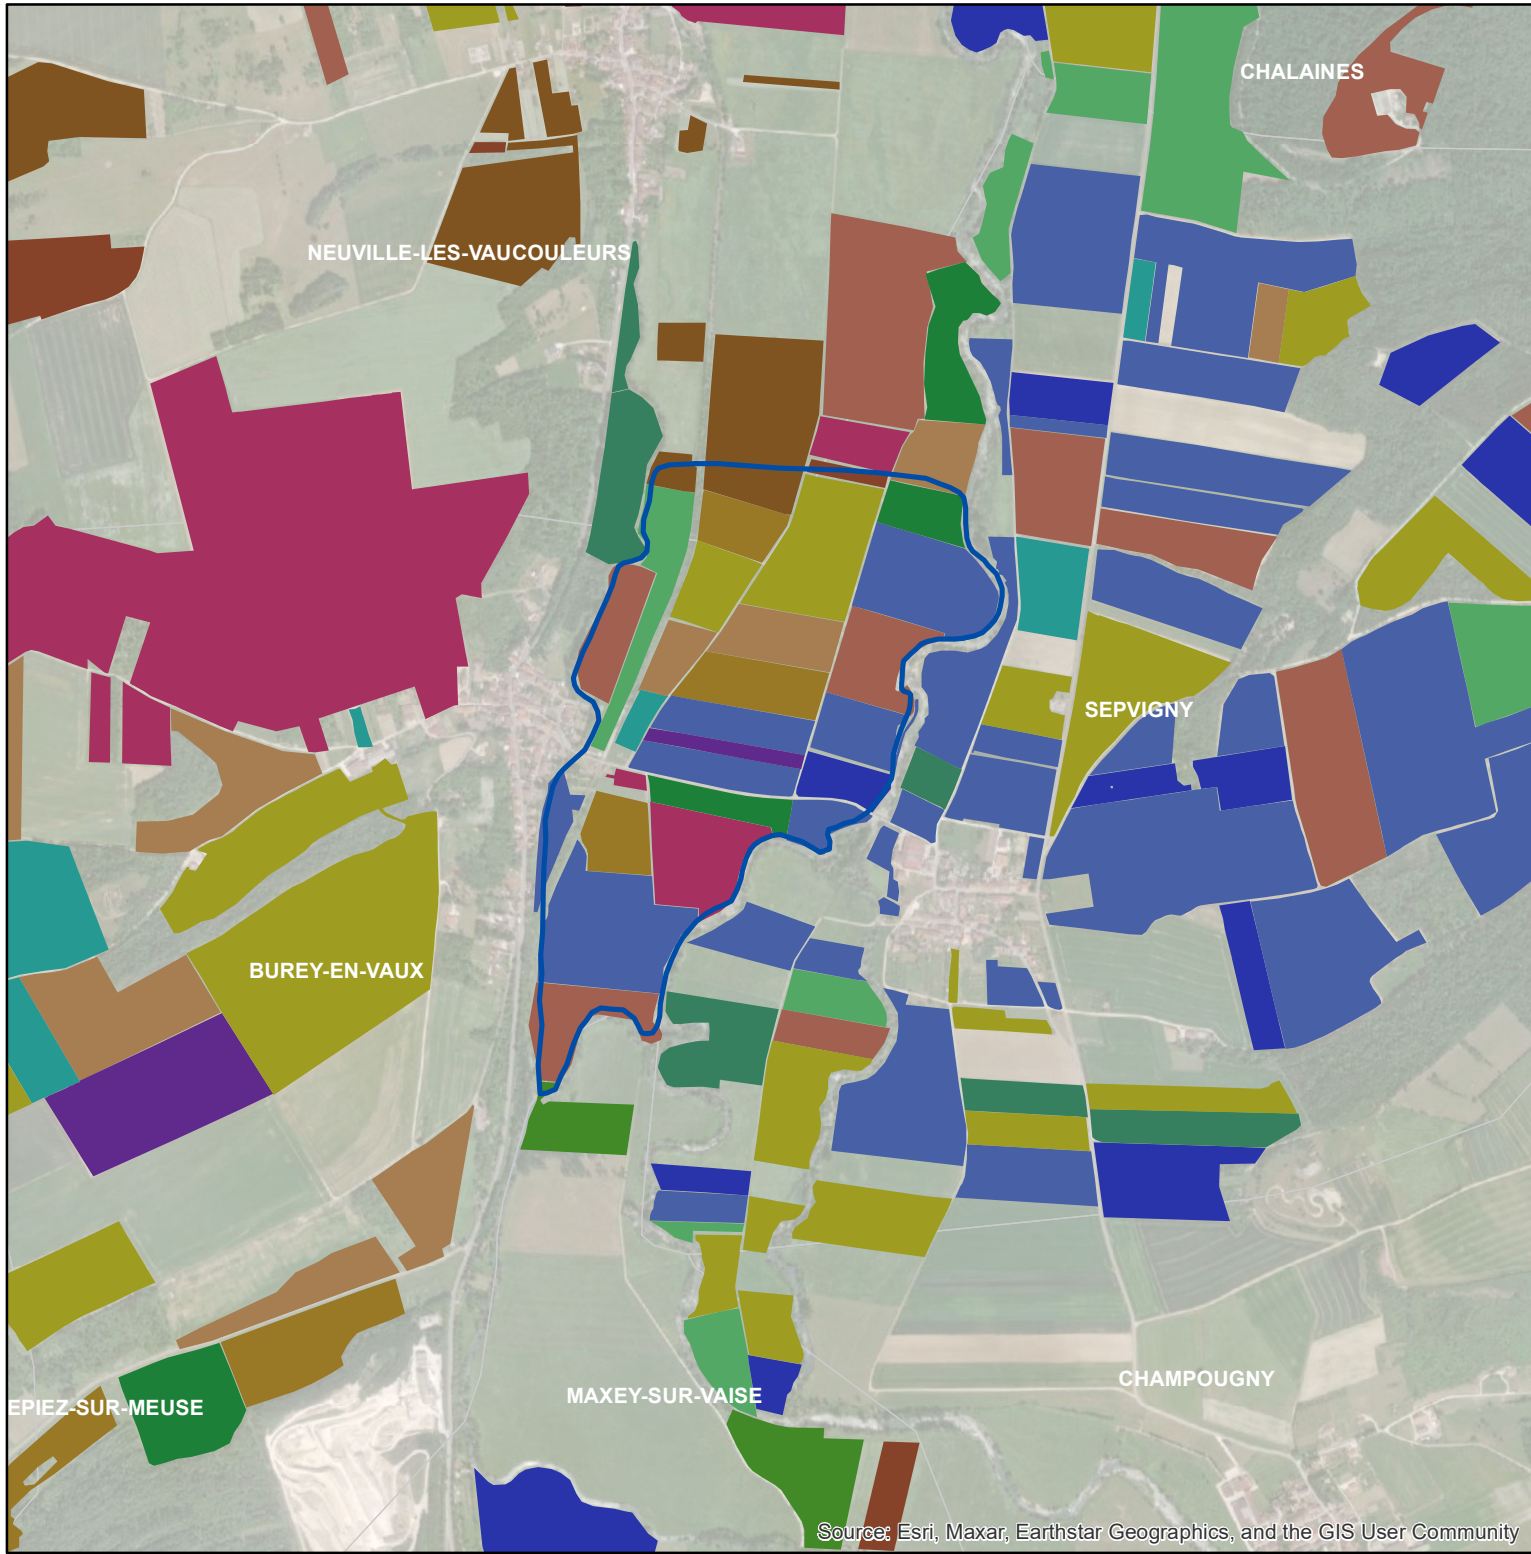 CHALAINES
NEUVILLE-LES-VAUCOULEURS
SEPVIGNY
BUREY-EN-VAUX
CHAMPOUGNY
MAXEY-SUR-VAISE
EPIEZ-SUR-MEUSE
Source: Esri, Maxar, Earthstar Geographics, and the GIS User Community